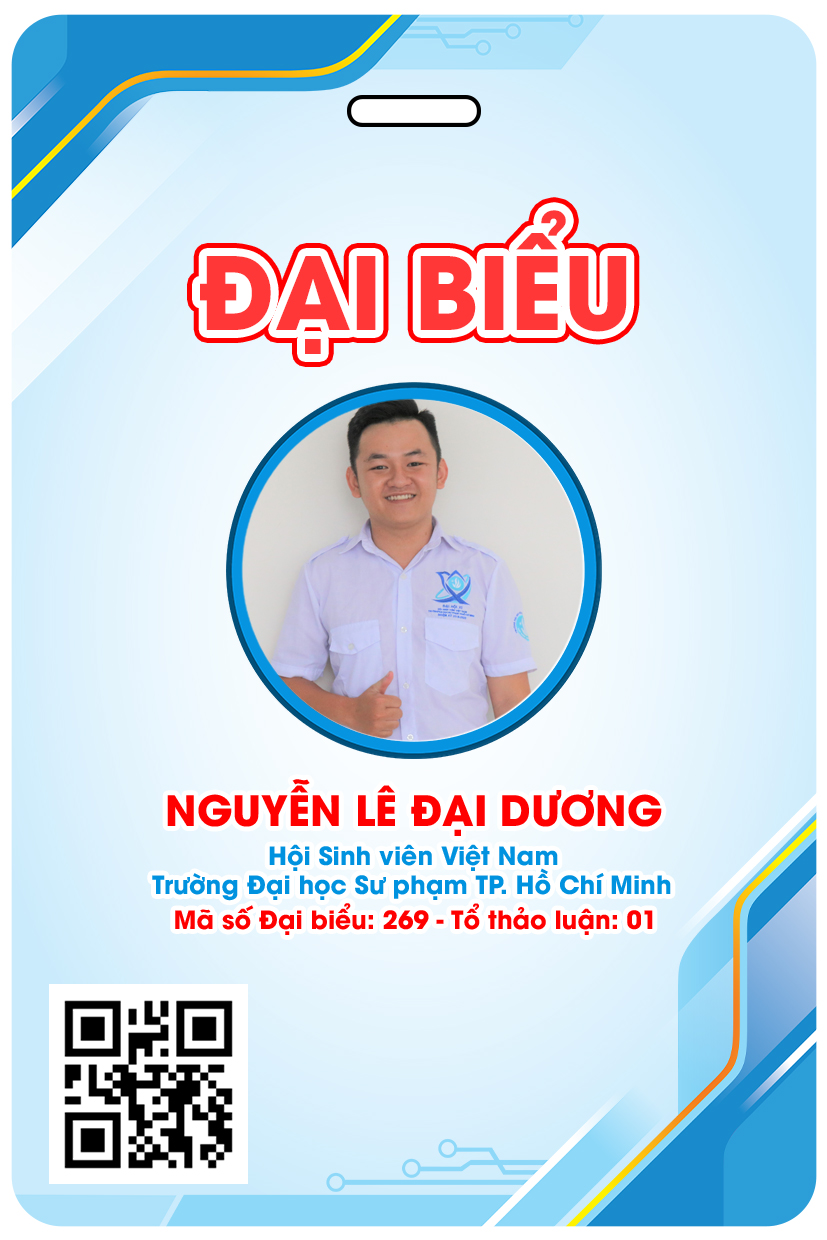 ĐẠI BIỂU
NGUYỄN LÊ ĐẠI DƯƠNG
Hội Sinh viên Việt Nam
Trường Đại học Sư phạm TP. Hồ Chí Minh
Mã số Đại biểu: 269 - Tổ thảo luận: 01